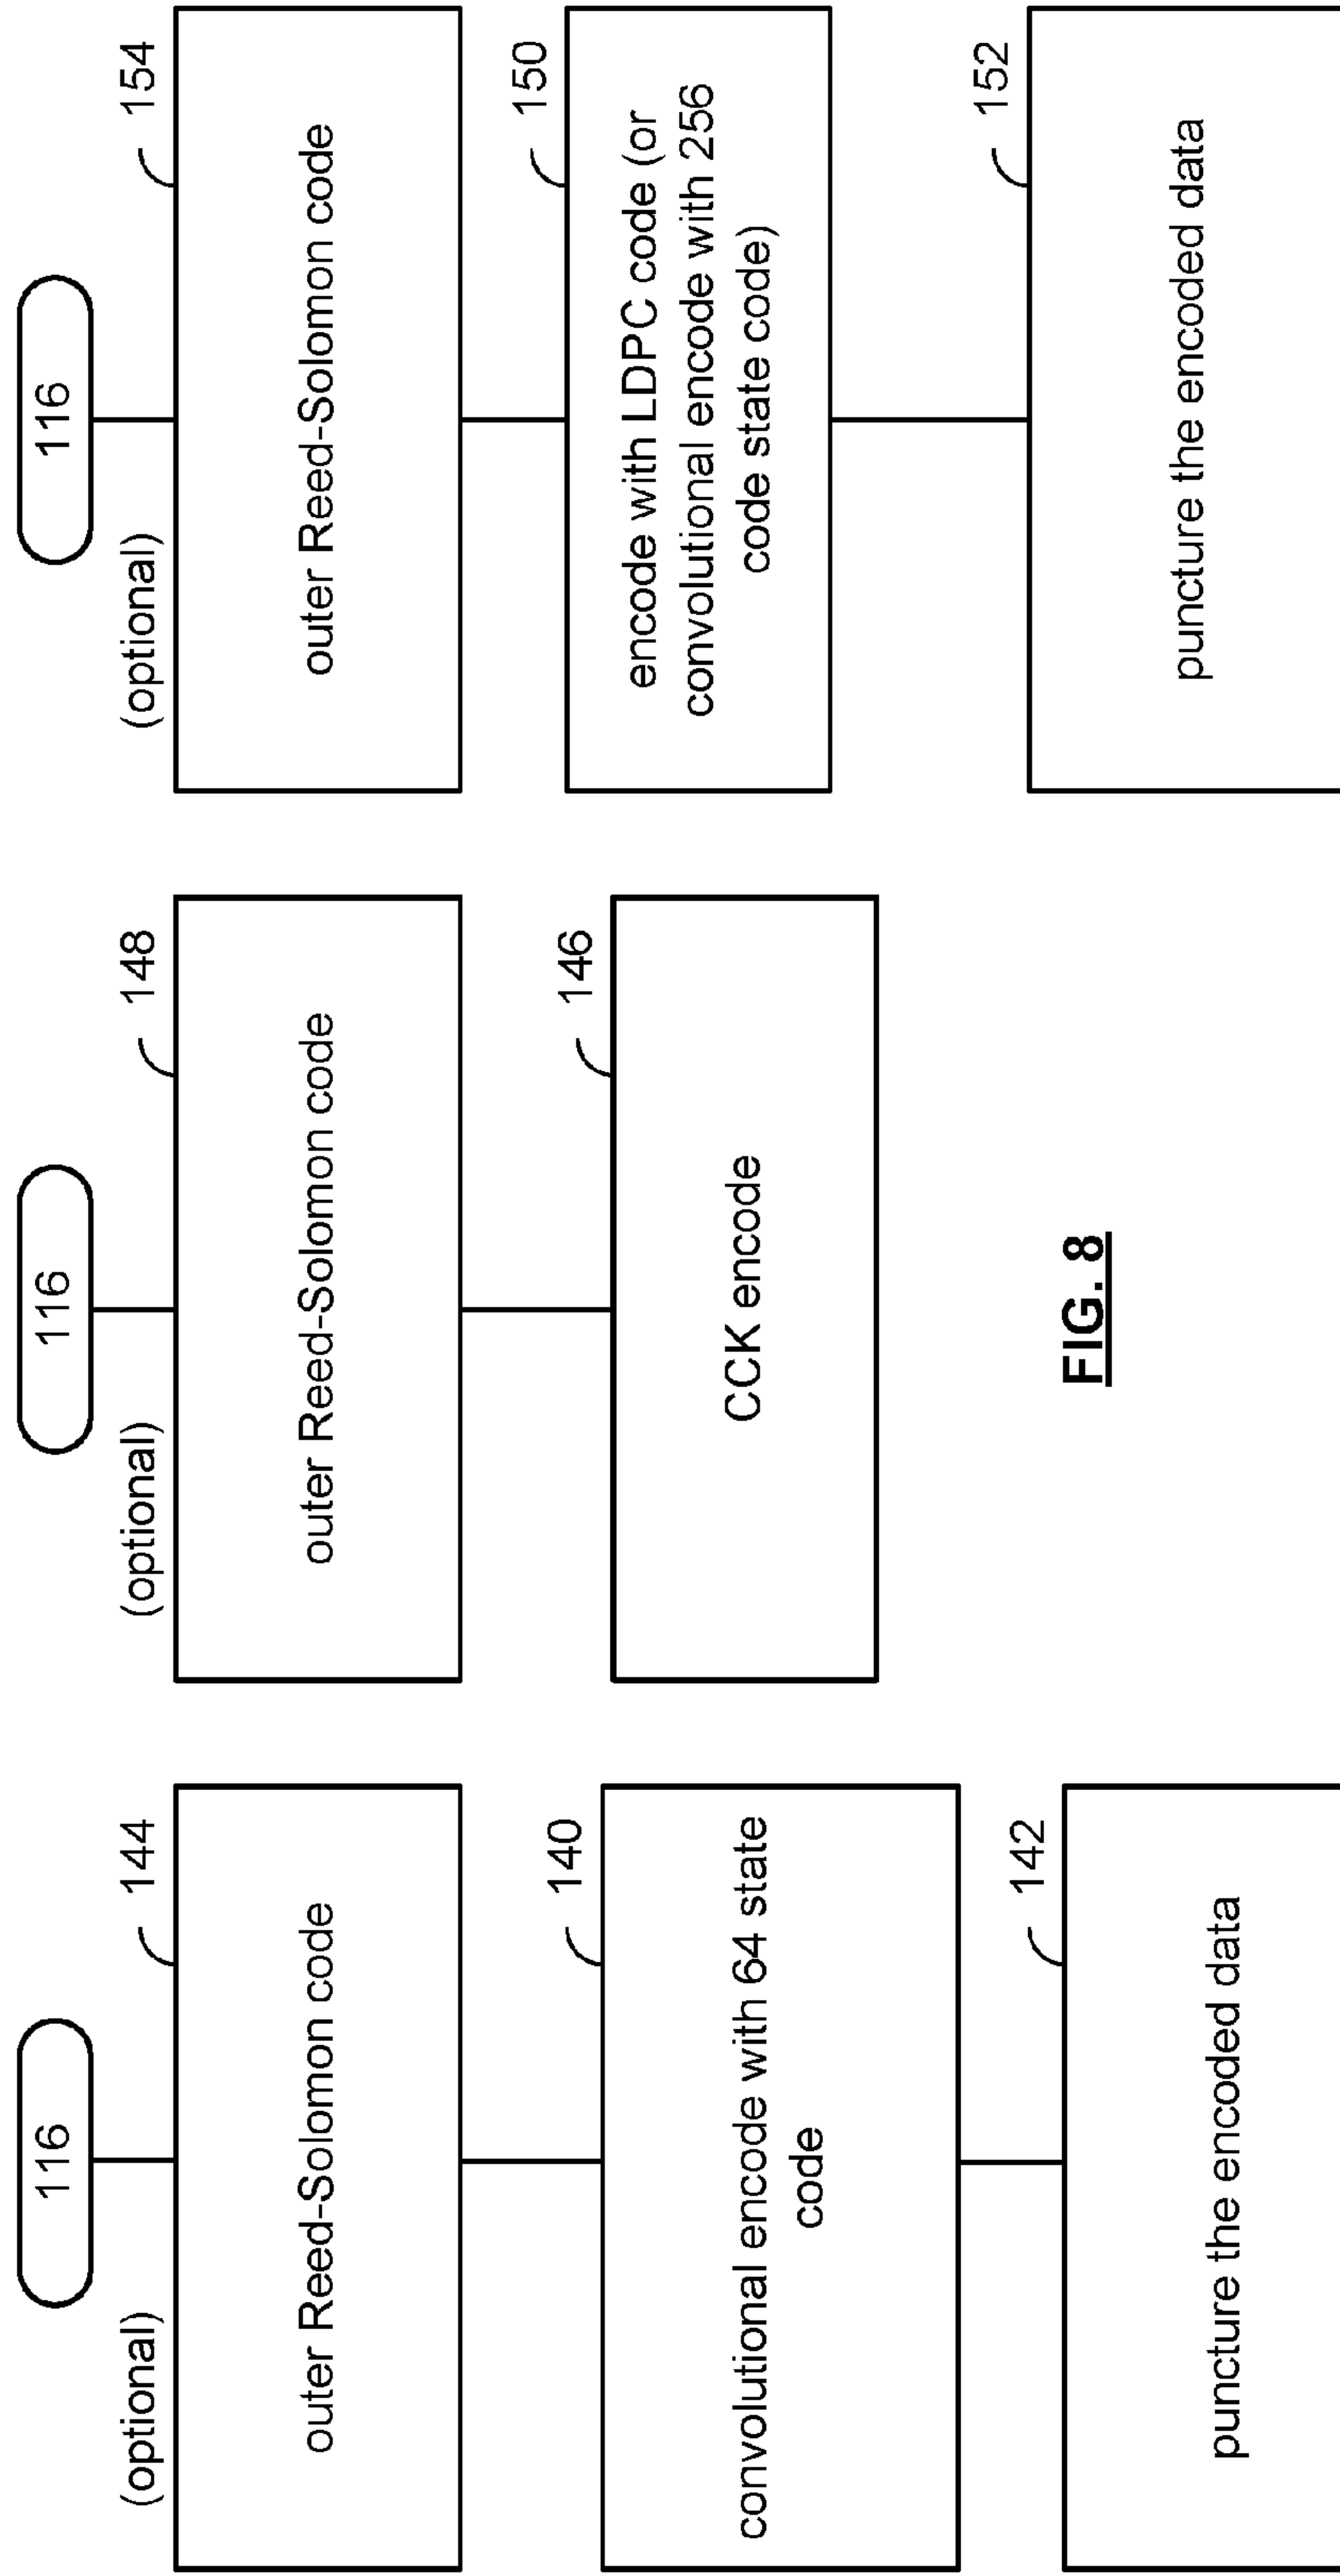 116
(optional)
144
outer Reed-Solomon code
140
convolutional encode with 64 state
code
142
puncture the encoded data
116
(optional)
148
outer Reed-Solomon code
146
CCK encode
116
(optional)
154
outer Reed-Solomon code
150
encode with LDPC code (or
convolutional encode with 256
code state code)
152
puncture the encoded data
FIG. 8